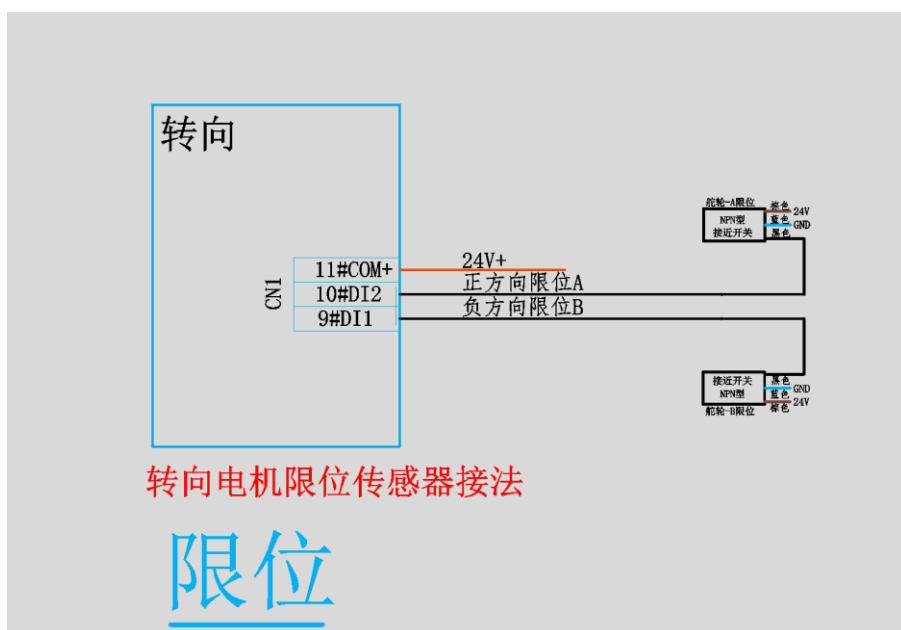 转向
舵轮-A限位
NPN型
接近开关
棕色
24V
蓝色
GND
黑色
CN1
11#COM+
24V+
10#DI2
正方向限位A
9#DI1
负方向限位B
接近开关
NPN型
舵轮-B限位
黑色
GND
蓝色
24V
棕色
转向电机限位传感器接法
限位